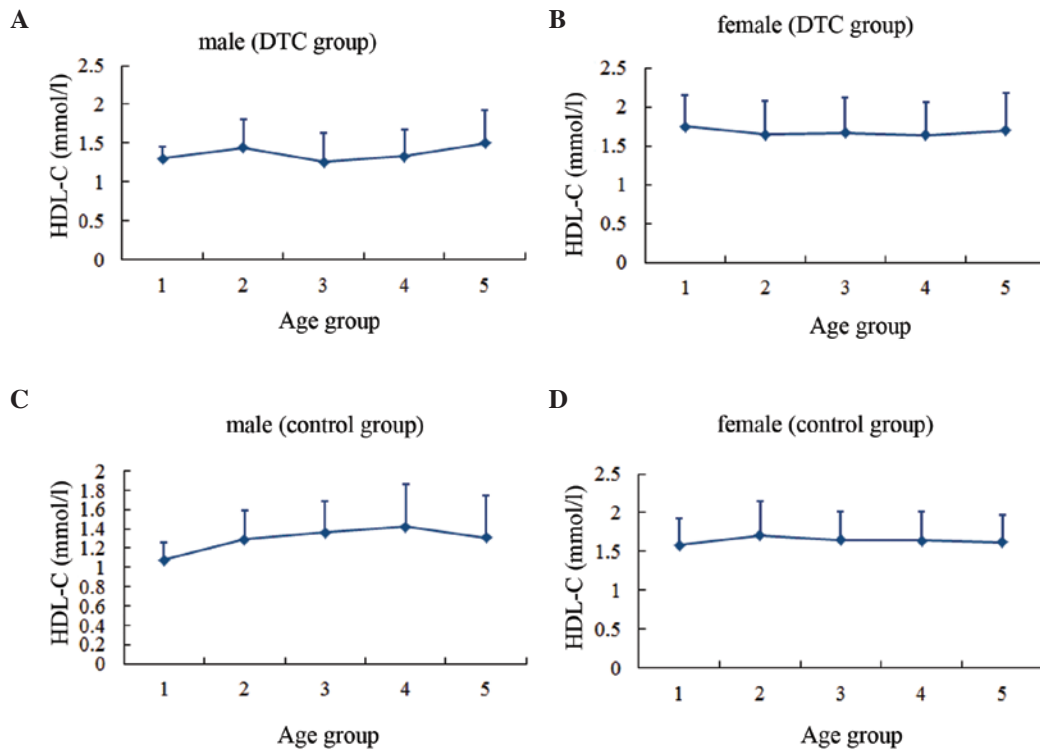 A
male (DTC group)
HDL-C (mmol/l)
2.5
2
1.5
1
0.5
0
1 2 3 4 5
Age group
B
female (DTC group)
HDL-C (mmol/l)
2.5
2
1.5
1
0.5
0
1 2 3 4 5
Age group
C
male (control group)
HDL-C (mmol/l)
2
1.8
1.6
1.4
1.2
1
0.8
0.6
0.4
0.2
0
1 2 3 4 5
Age group
D
female (control group)
HDL-C (mmol/l)
2.5
2
1.5
1
0.5
0
1 2 3 4 5
Age group